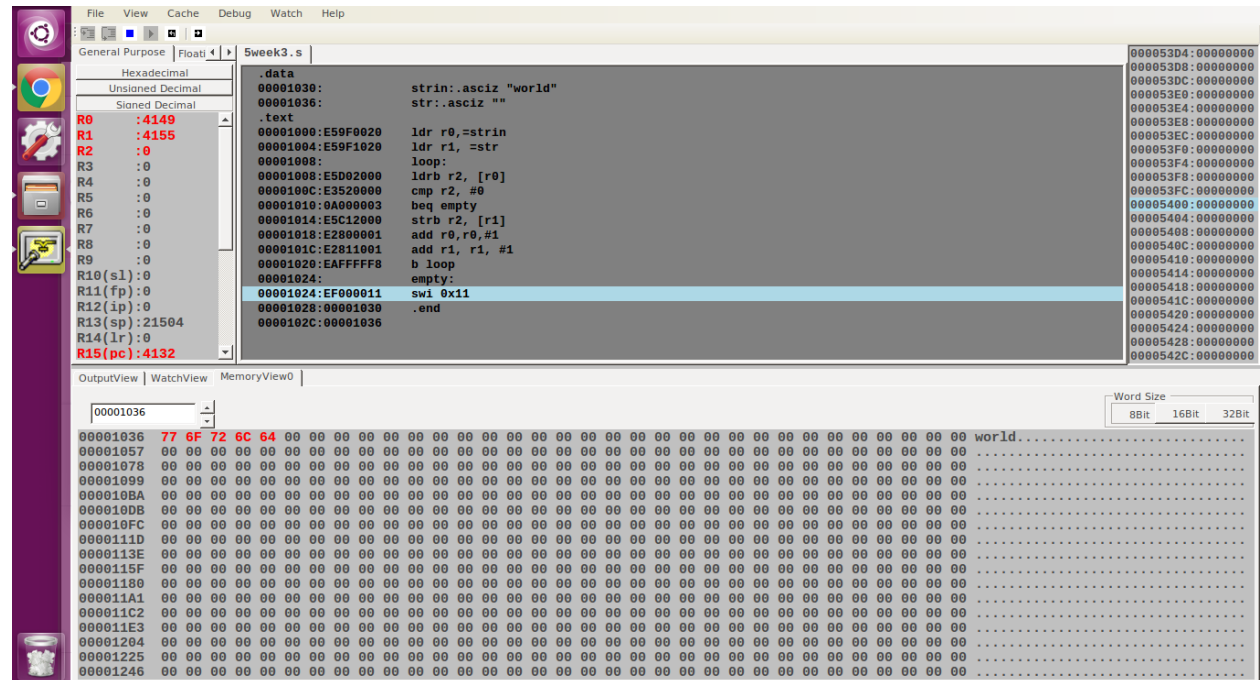 File View Cache Debug Watch Help
General Purpose Floati
5week3.s
Hexadecimal
Unsigned Decimal
Signed Decimal
R0 :4149
R1 :4155
R2 :0
R3 :0
R4 :0
R5 :0
R6 :0
R7 :0
R8 :0
R9 :0
R10(sl):0
R11(fp):0
R12(ip):0
R13(sp):21504
R14(lr):0
R15(pc):4132
.data
00001030: strin:.asciz "world"
00001036: str:.asciz ""
.text
00001000:E59F0020 ldr r0,=strin
00001004:E59F1020 ldr r1, =str
00001008: loop:
00001008:E5D02000 ldrb r2, [r0]
0000100C:E3520000 cmp r2, #0
00001010:0A000003 beq empty
00001014:E5C12000 strb r2, [r1]
00001018:E2800001 add r0,r0,#1
0000101C:E2811001 add r1, r1, #1
00001020:EAFFFFF8 b loop
00001024: empty:
00001024:EF000011 swi 0x11
00001028:00001030 .end
0000102C:00001036
000053D4:00000000
000053D8:00000000
000053DC:00000000
000053E0:00000000
000053E4:00000000
000053E8:00000000
000053EC:00000000
000053F0:00000000
000053F4:00000000
000053F8:00000000
000053FC:00000000
00005400:00000000
00005404:00000000
00005408:00000000
0000540C:00000000
00005410:00000000
00005414:00000000
00005418:00000000
0000541C:00000000
00005420:00000000
00005424:00000000
00005428:00000000
0000542C:00000000
OutputView WatchView MemoryView0
00001036
Word Size
8Bit 16Bit 32Bit
00001036 77 6F 72 6C 64 00 00 00 00 00 00 00 00 00 00 00 00 00 00 00 00 00 00 00 00 00 00 00 00 00 00 00 00 world............................
00001057 00 00 00 00 00 00 00 00 00 00 00 00 00 00 00 00 00 00 00 00 00 00 00 00 00 00 00 00 00 00 00 00 00 .................................
00001078 00 00 00 00 00 00 00 00 00 00 00 00 00 00 00 00 00 00 00 00 00 00 00 00 00 00 00 00 00 00 00 00 00 .................................
00001099 00 00 00 00 00 00 00 00 00 00 00 00 00 00 00 00 00 00 00 00 00 00 00 00 00 00 00 00 00 00 00 00 00 .................................
000010BA 00 00 00 00 00 00 00 00 00 00 00 00 00 00 00 00 00 00 00 00 00 00 00 00 00 00 00 00 00 00 00 00 00 .................................
000010DB 00 00 00 00 00 00 00 00 00 00 00 00 00 00 00 00 00 00 00 00 00 00 00 00 00 00 00 00 00 00 00 00 00 .................................
000010FC 00 00 00 00 00 00 00 00 00 00 00 00 00 00 00 00 00 00 00 00 00 00 00 00 00 00 00 00 00 00 00 00 00 .................................
0000111D 00 00 00 00 00 00 00 00 00 00 00 00 00 00 00 00 00 00 00 00 00 00 00 00 00 00 00 00 00 00 00 00 00 .................................
0000113E 00 00 00 00 00 00 00 00 00 00 00 00 00 00 00 00 00 00 00 00 00 00 00 00 00 00 00 00 00 00 00 00 00 .................................
0000115F 00 00 00 00 00 00 00 00 00 00 00 00 00 00 00 00 00 00 00 00 00 00 00 00 00 00 00 00 00 00 00 00 00 .................................
00001180 00 00 00 00 00 00 00 00 00 00 00 00 00 00 00 00 00 00 00 00 00 00 00 00 00 00 00 00 00 00 00 00 00 .................................
000011A1 00 00 00 00 00 00 00 00 00 00 00 00 00 00 00 00 00 00 00 00 00 00 00 00 00 00 00 00 00 00 00 00 00 .................................
000011C2 00 00 00 00 00 00 00 00 00 00 00 00 00 00 00 00 00 00 00 00 00 00 00 00 00 00 00 00 00 00 00 00 00 .................................
000011E3 00 00 00 00 00 00 00 00 00 00 00 00 00 00 00 00 00 00 00 00 00 00 00 00 00 00 00 00 00 00 00 00 00 .................................
00001204 00 00 00 00 00 00 00 00 00 00 00 00 00 00 00 00 00 00 00 00 00 00 00 00 00 00 00 00 00 00 00 00 00 .................................
00001225 00 00 00 00 00 00 00 00 00 00 00 00 00 00 00 00 00 00 00 00 00 00 00 00 00 00 00 00 00 00 00 00 00 .................................
00001246 00 00 00 00 00 00 00 00 00 00 00 00 00 00 00 00 00 00 00 00 00 00 00 00 00 00 00 00 00 00 00 00 00 .................................